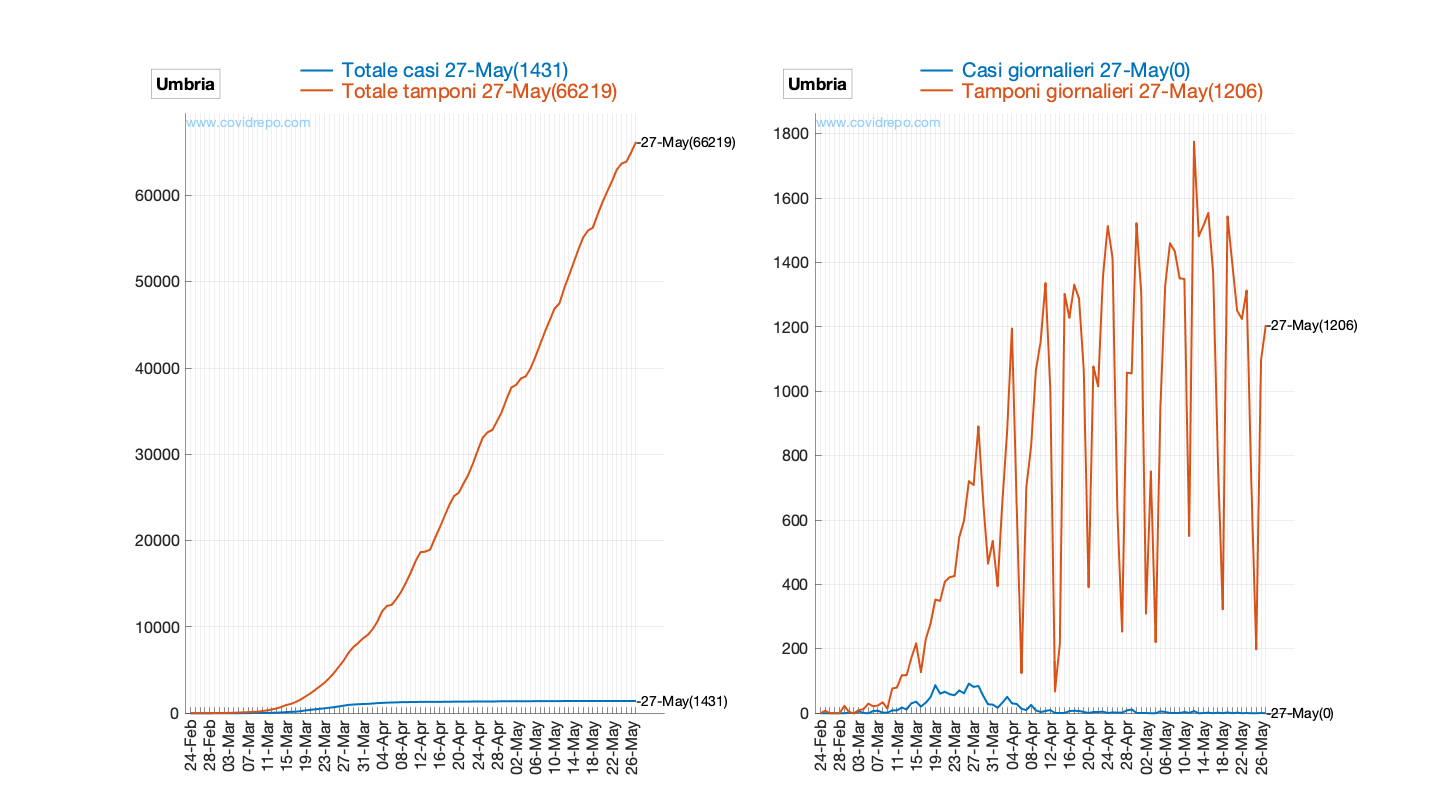 Umbria
Totale casi 27-May(1431)
Totale tamponi 27-May(66219)
www.covidrepo.com
27-May(66219)
60000
50000
40000
30000
20000
10000
0
27-May(1431)
24-Feb
28-Feb
03-Mar
07-Mar
11-Mar
15-Mar
19-Mar
23-Mar
27-Mar
31-Mar
04-Apr
08-Apr
12-Apr
16-Apr
20-Apr
24-Apr
28-Apr
02-May
06-May
10-May
14-May
18-May
22-May
26-May
Umbria
Casi giornalieri 27-May(0)
Tamponi giornalieri 27-May(1206)
www.covidrepo.com
1800
1600
1400
1200
27-May(1206)
1000
800
600
400
200
0
27-May(0)
24-Feb
28-Feb
03-Mar
07-Mar
11-Mar
15-Mar
19-Mar
23-Mar
27-Mar
31-Mar
04-Apr
08-Apr
12-Apr
16-Apr
20-Apr
24-Apr
28-Apr
02-May
06-May
10-May
14-May
18-May
22-May
26-May